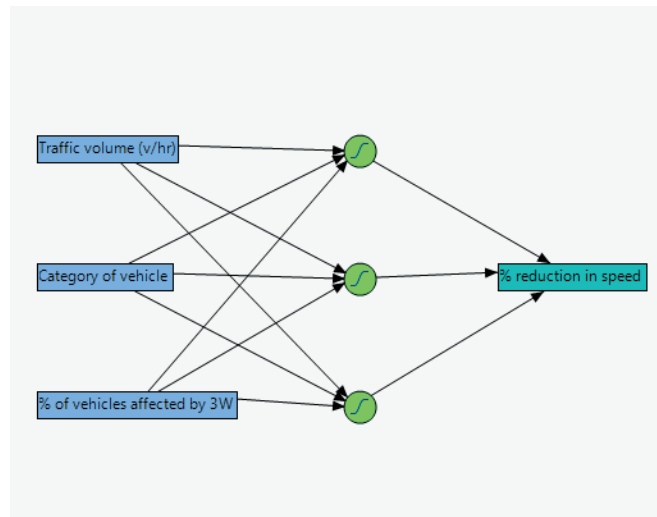 Traffic volume (v/hr)
Category of vehicle
% reduction in speed
% of vehicles affected by 3W